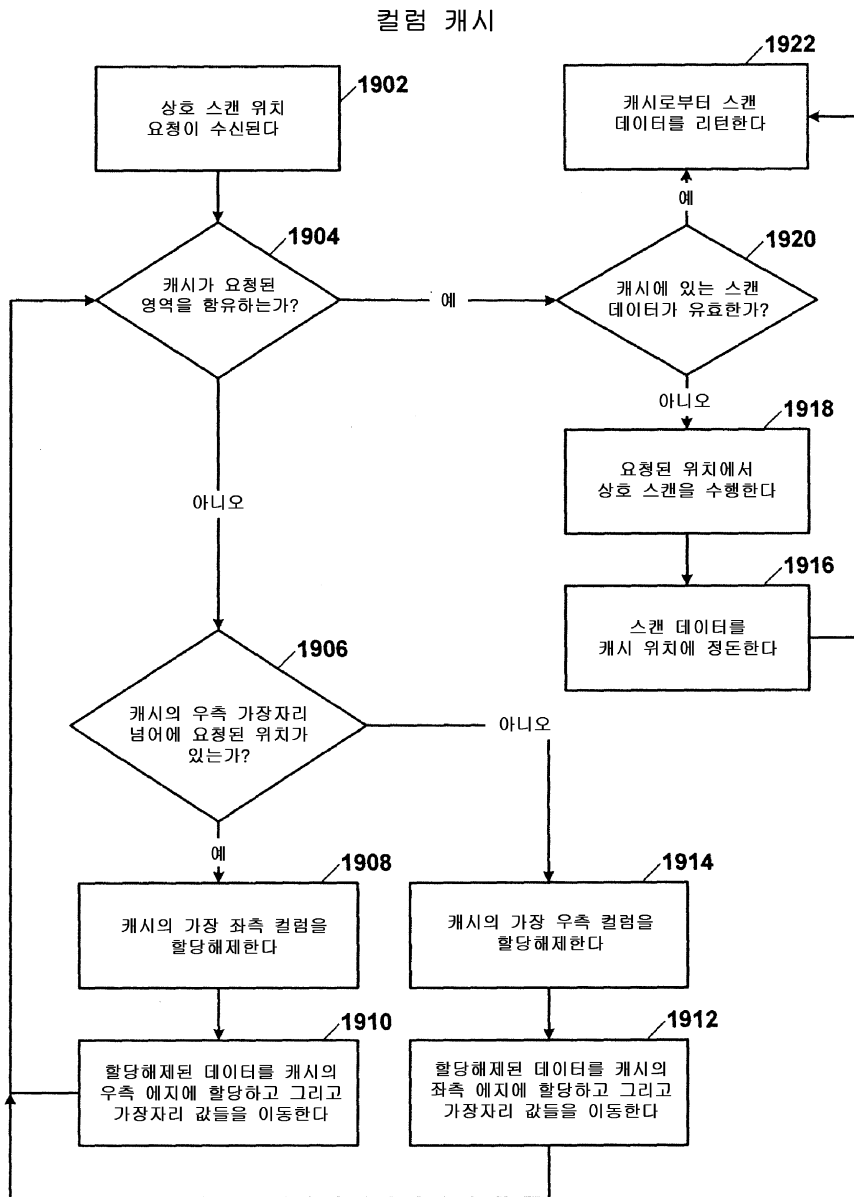 컬럼 캐시
1902
상호 스캔 위치
요청이 수신된다
1922
캐시로부터 스캔
데이터를 리턴한다
예
1904
캐시가 요청된
영역을 함유하는가?
예
1920
캐시에 있는 스캔
데이터가 유효한가?
아니오
1918
요청된 위치에서
상호 스캔을 수행한다
아니오
1916
스캔 데이터를
캐시 위치에 정돈한다
1906
캐시의 우측 가장자리
넘어에 요청된 위치가
있는가?
아니오
예
1908
캐시의 가장 좌측 컬럼을
할당해제한다
1914
캐시의 가장 우측 컬럼을
할당해제한다
1910
할당해제된 데이터를 캐시의
우측 에지에 할당하고 그리고
가장자리 값들을 이동한다
1912
할당해제된 데이터를 캐시의
좌측 에지에 할당하고 그리고
가장자리 값들을 이동한다